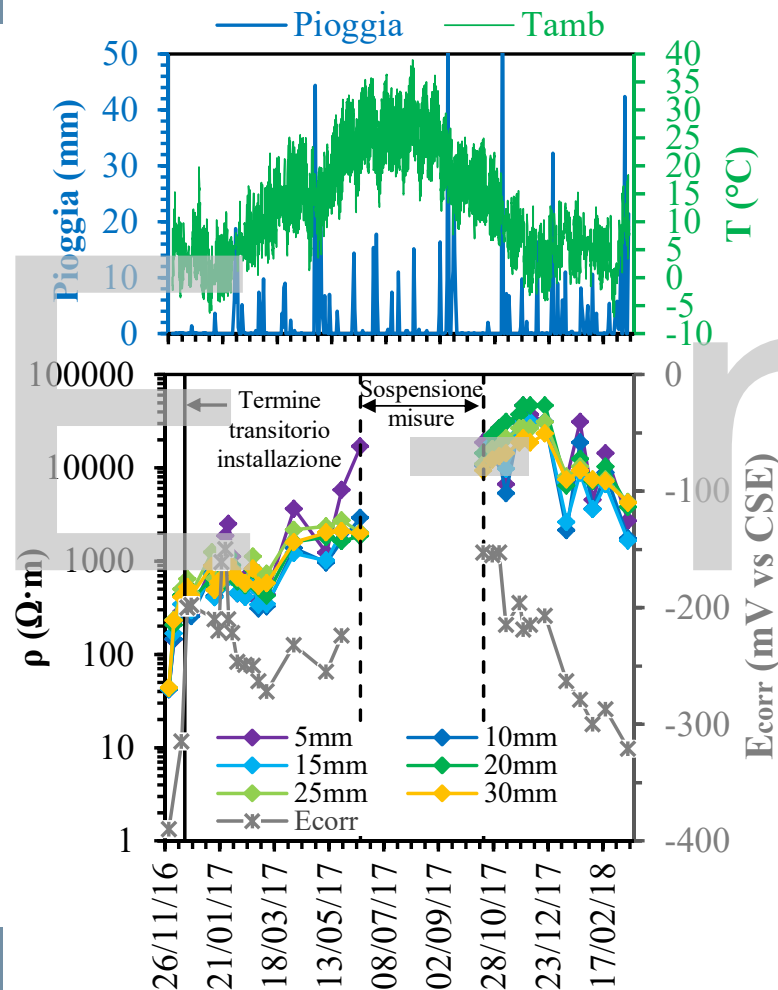 Pioggia Tamb
50 40
35
40 30
25
30 20
15
20 10
5
10 0
-5
0 -10
Pioggia (mm)
T (°C)
100000 0
10000 -100
1000 -200
100
10 -300
1 -400
ρ (Ω·m)
Ecorr (mV vs CSE)
Termine
transitorio
installazione
Sospensione
misure
5mm 10mm
15mm 20mm
25mm 30mm
Ecorr
26/11/16
21/01/17
18/03/17
13/05/17
08/07/17
02/09/17
28/10/17
23/12/17
17/02/18